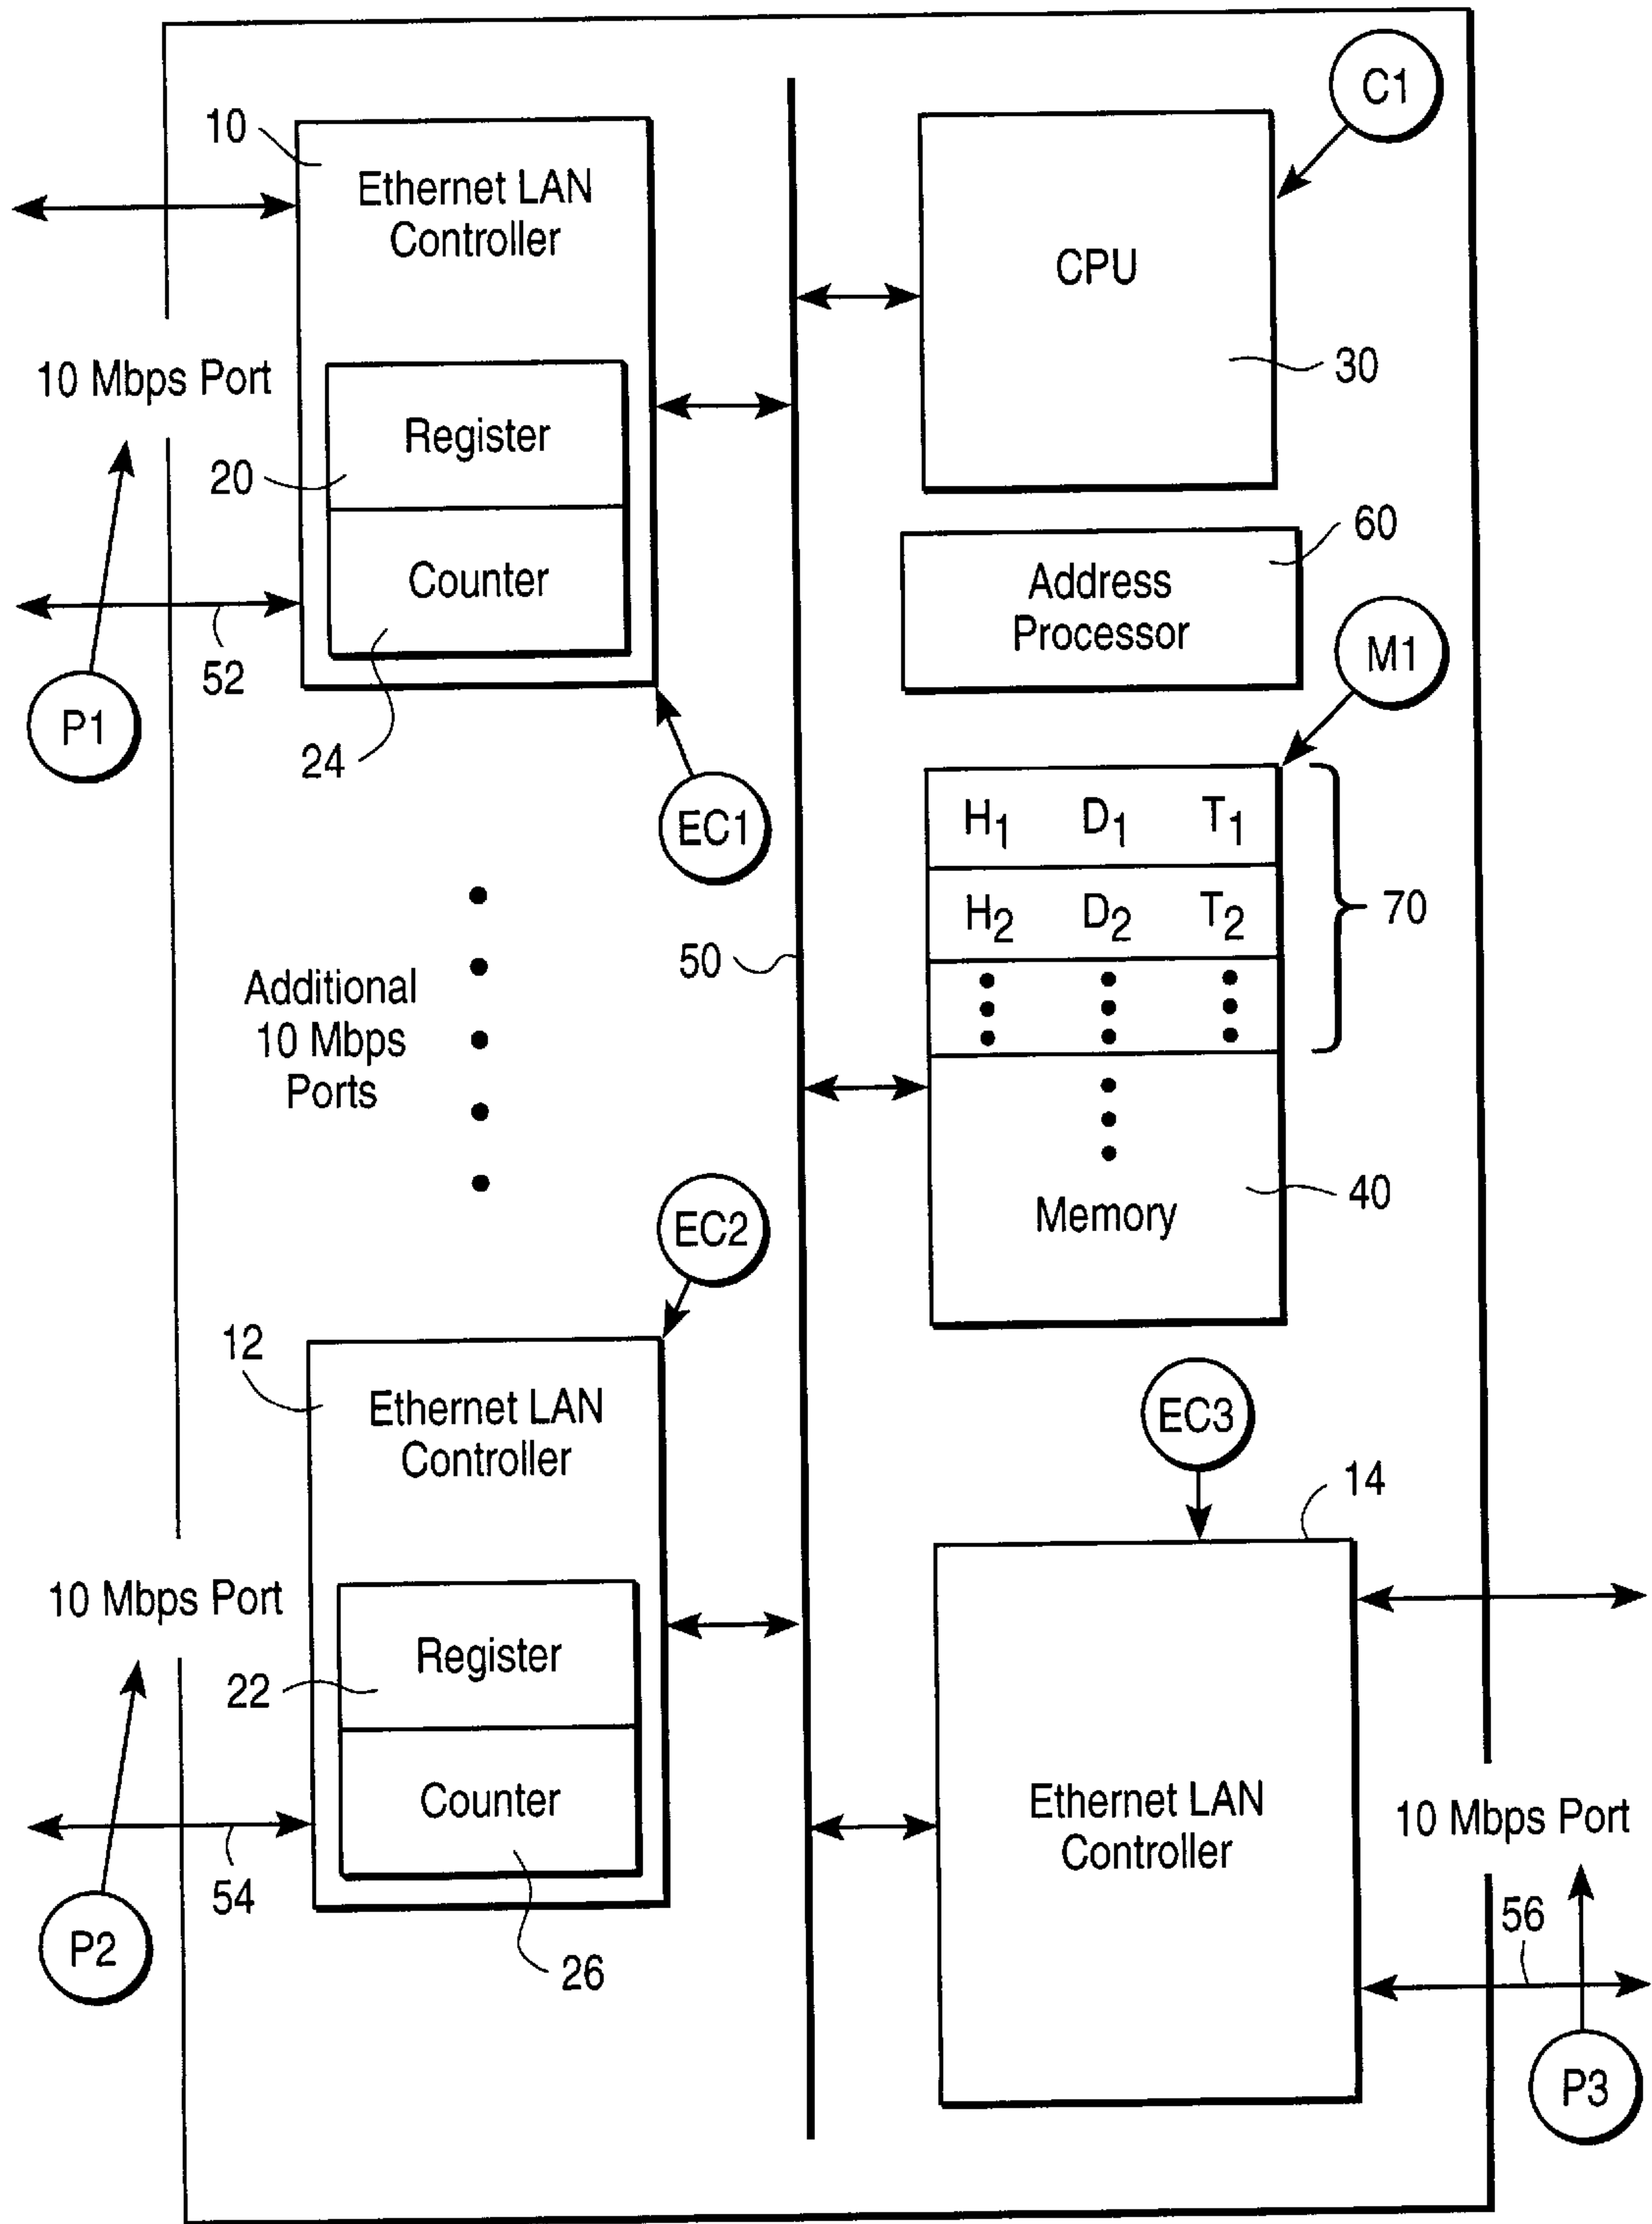 C1
10
Ethernet LAN
Controller
CPU
30
10 Mbps Port
Register
20
Counter
60
Address
Processor
M1
52
P1
24
EC1
H1 D1 T1
H2 D2 T2
70
50
Additional
10 Mbps
Ports
40
Memory
EC2
12
Ethernet LAN
Controller
EC3
14
10 Mbps Port
Register
22
Counter
Ethernet LAN
Controller
10 Mbps Port
54
P2
26
56
P3